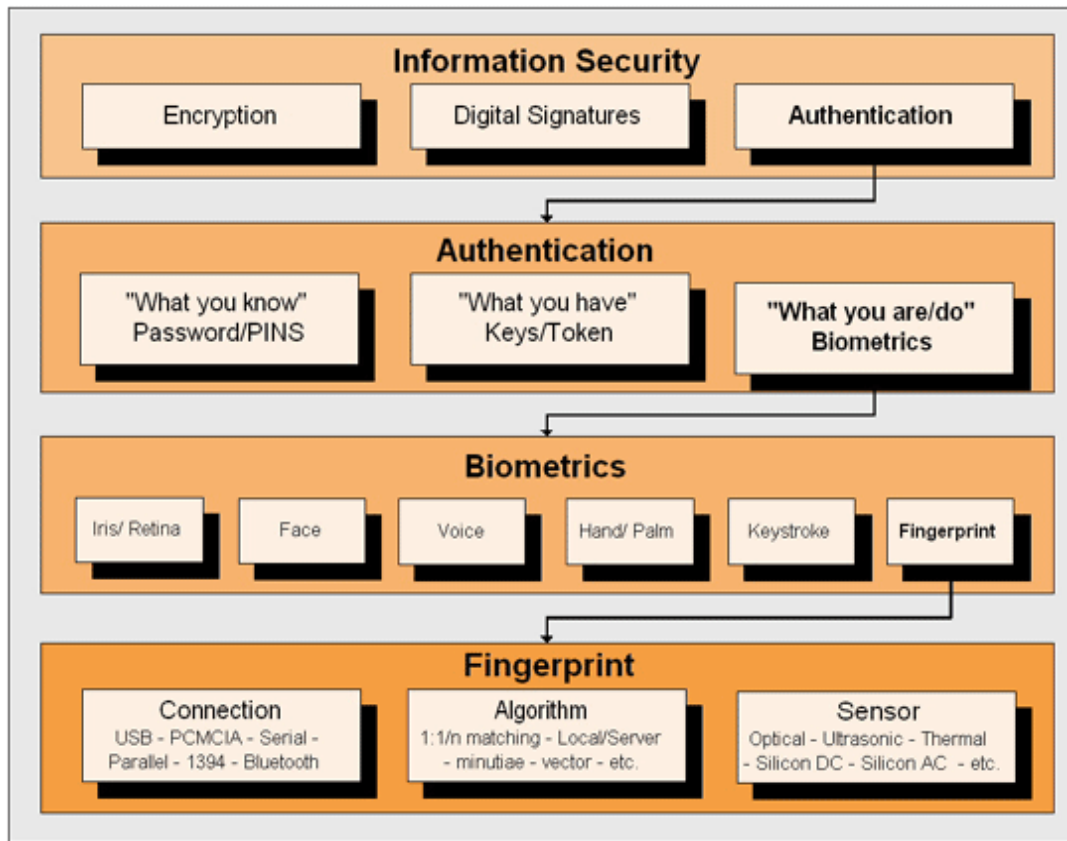 Information Security
Encryption
Digital Signatures
Authentication
Authentication
"What you know"
Password/PINS
"What you have"
Keys/Token
"What you are/do"
Biometrics
Biometrics
Iris/ Retina
Face
Voice
Hand/ Palm
Keystroke
Fingerprint
Fingerprint
Connection
USB - PCMCIA - Serial -
Parallel - 1394 - Bluetooth
Algorithm
1:1/n matching - Local/Server
- minutiae - vector - etc.
Sensor
Optical - Ultrasonic - Thermal
- Silicon DC - Silicon AC - etc.